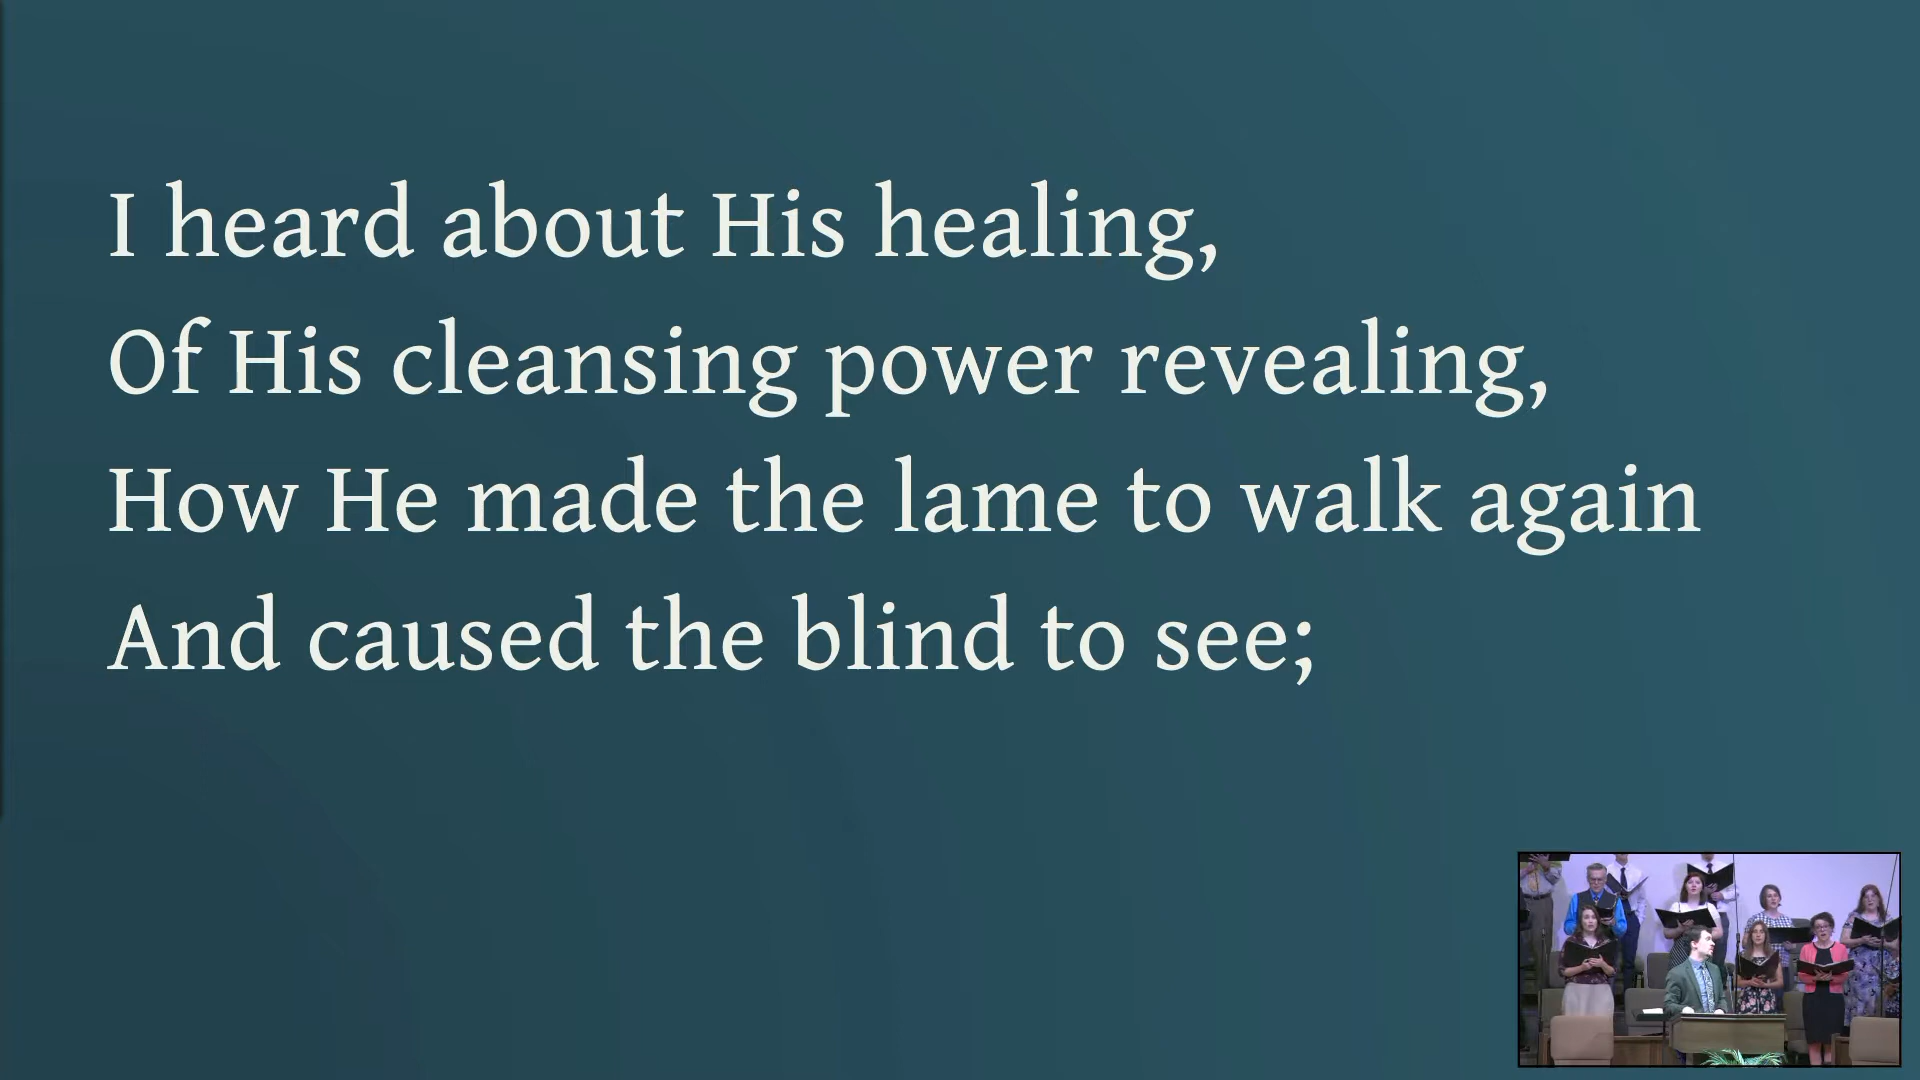 I heard about His healing,
Of His cleansing power revealing,
How He made the lame to walk again
And caused the blind to see;